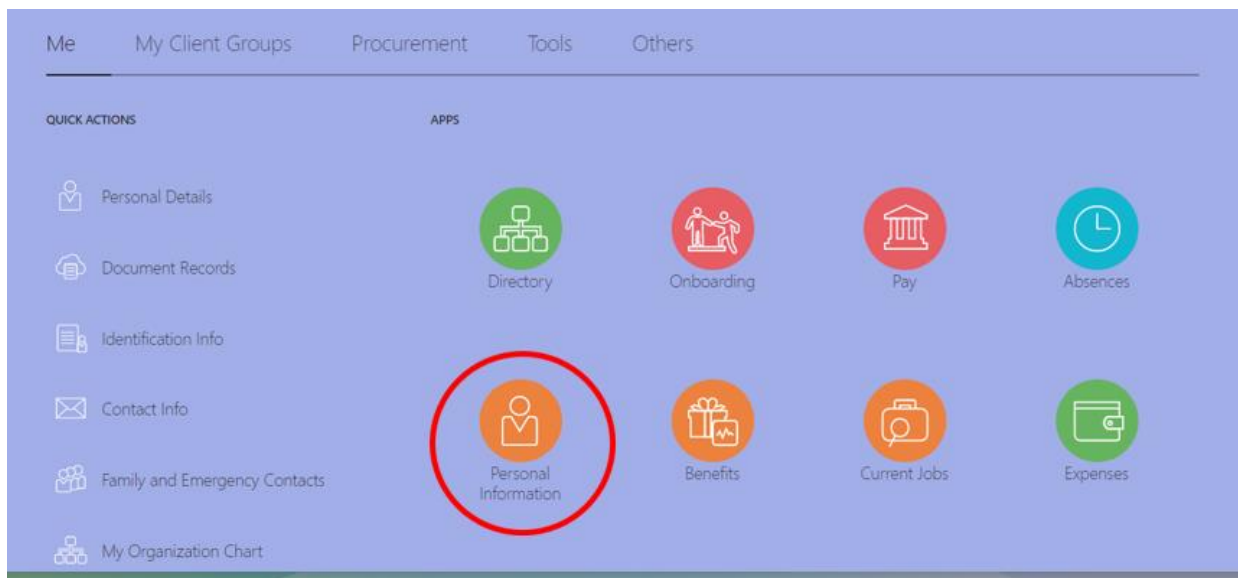 Me My Client Groups Procurement Tools Others
QUICK ACTIONS
APPS
Personal Details
Document Records
Identification Info
Contact Info
Family and Emergency Contacts
My Organization Chart
Directory
Onboarding
Pay
Absences
Personal
Information
Benefits
Current Jobs
Expenses